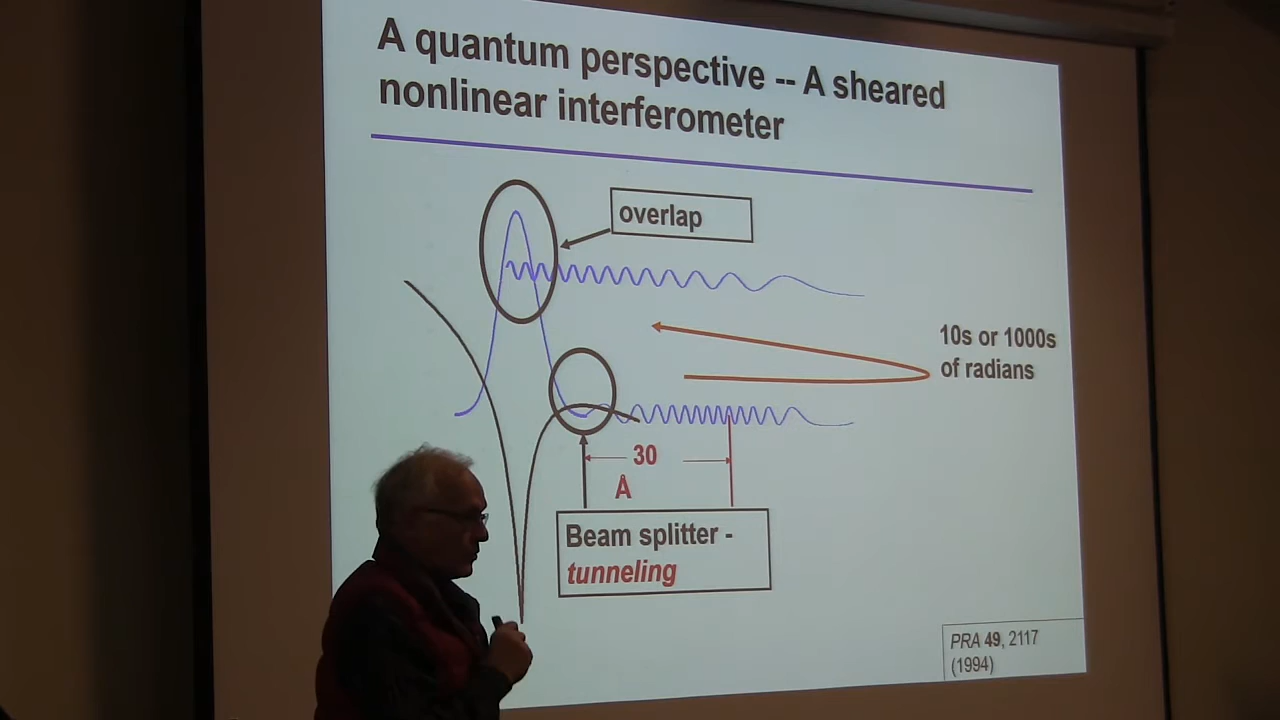 A quantum perspective -- A sheared
nonlinear interferometer
overlap
10s or 1000s
of radians
30
Å
Beam splitter -
tunneling
PRA 49, 2117
(1994)